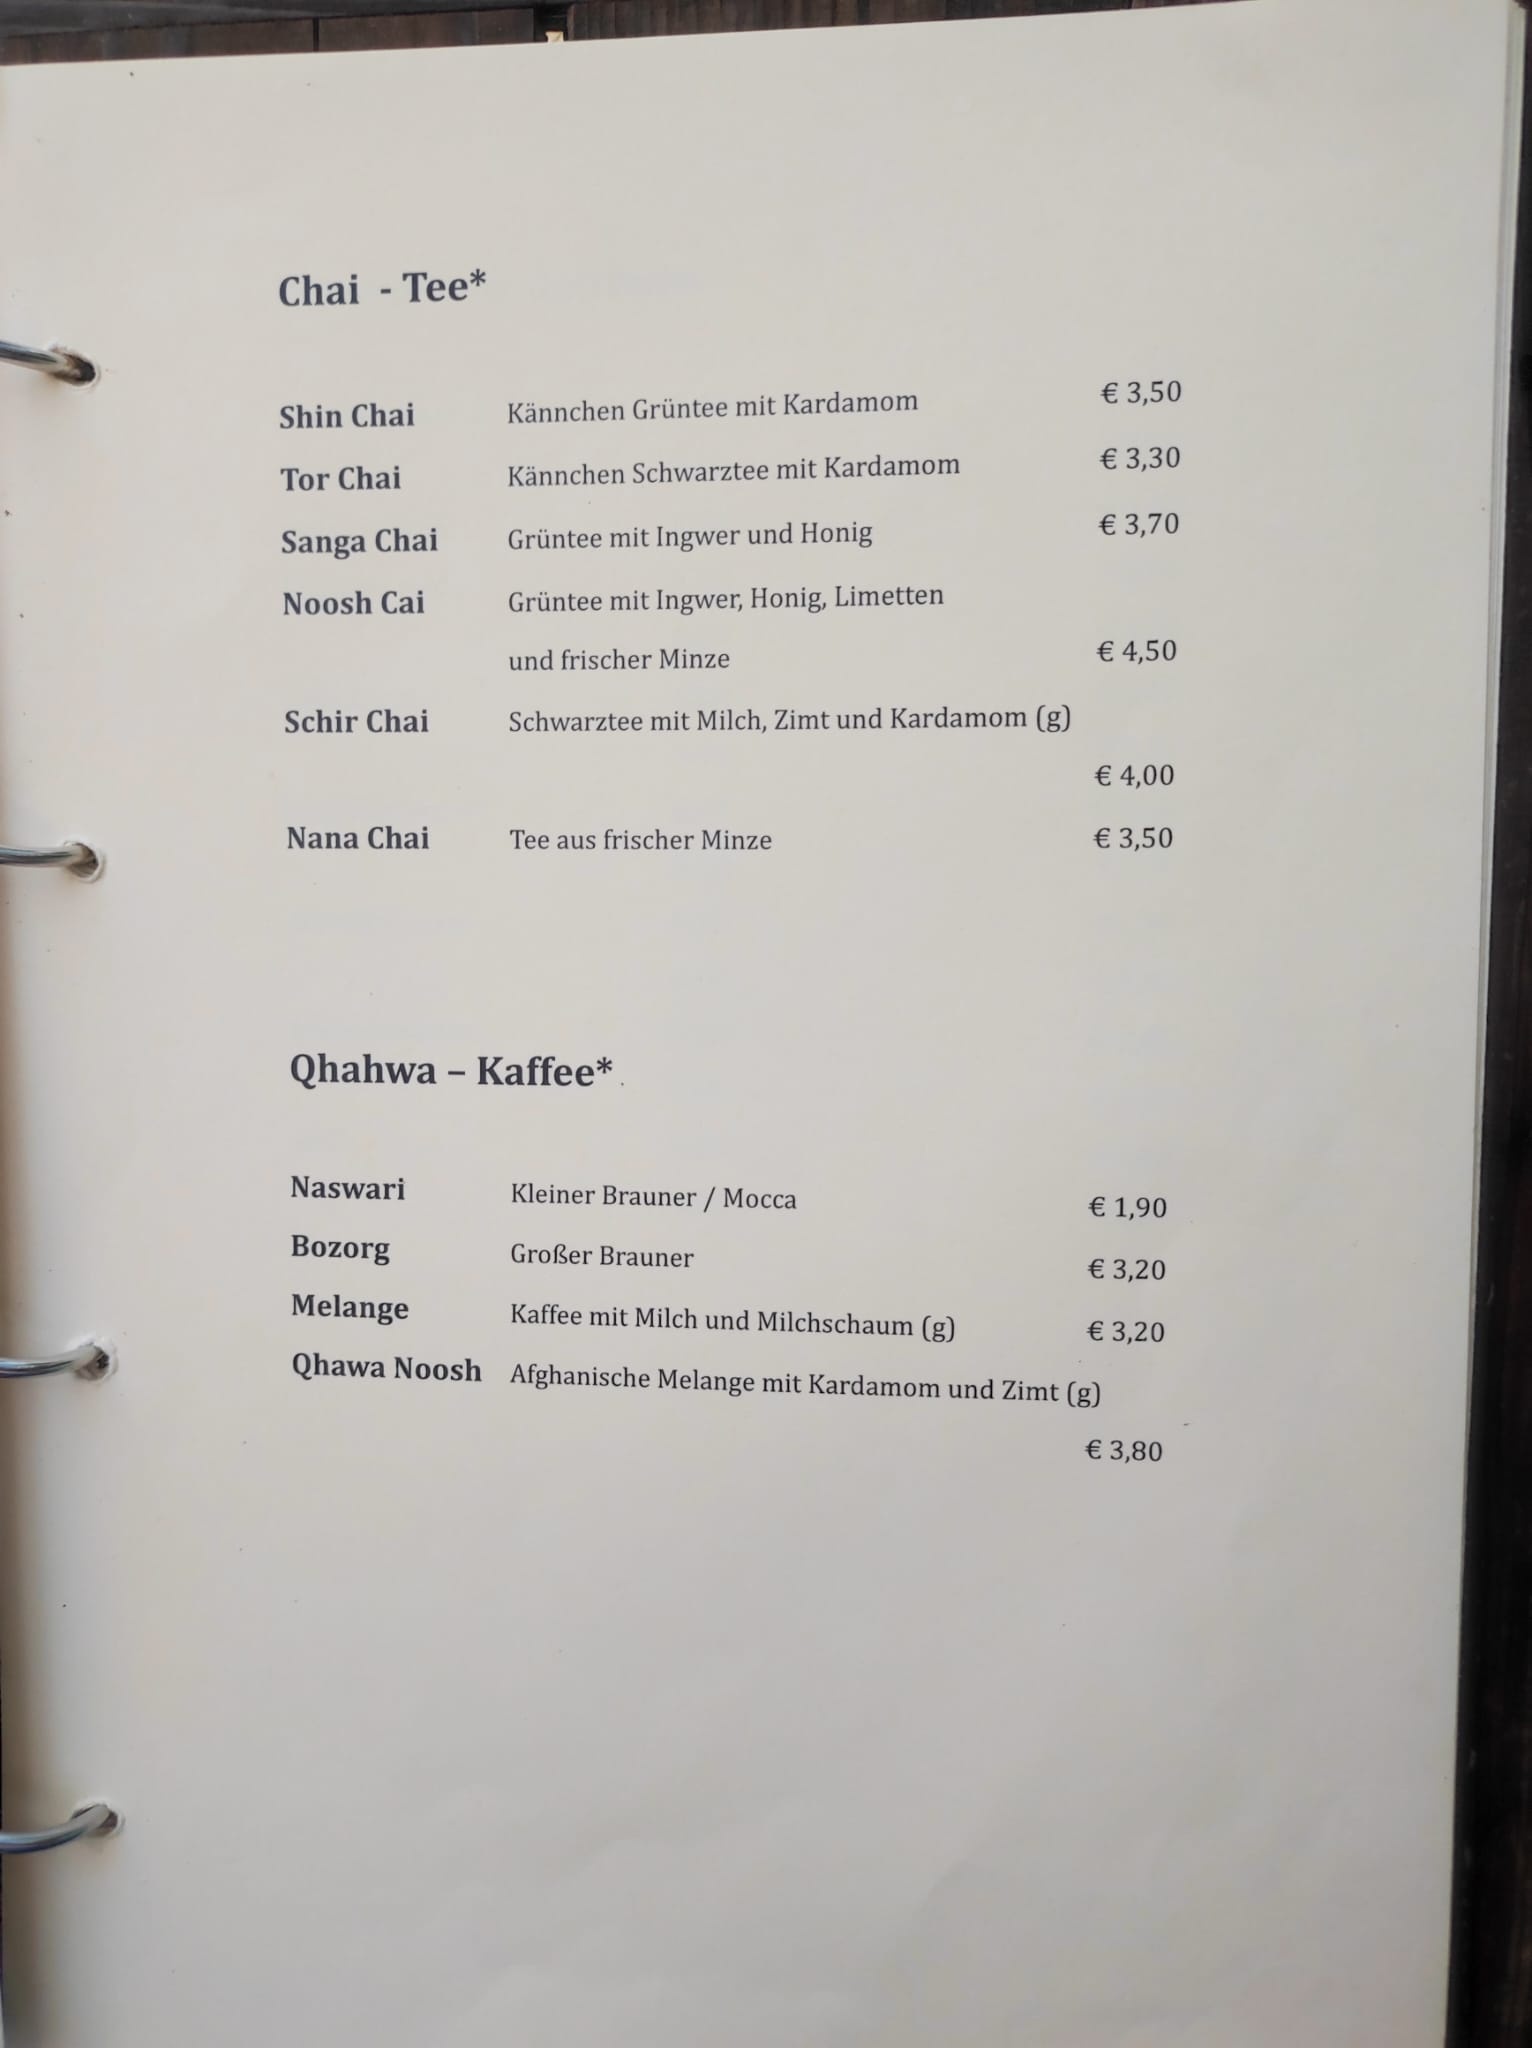 Chai - Tee*
Shin Chai Kännchen Grüntee mit Kardamom € 3,50
Tor Chai Kännchen Schwarztee mit Kardamom € 3,30
Sanga Chai Grüntee mit Ingwer und Honig € 3,70
Noosh Cai Grüntee mit Ingwer, Honig, Limetten
und frischer Minze € 4,50
Schir Chai Schwarztee mit Milch, Zimt und Kardamom (g)
€ 4,00
Nana Chai Tee aus frischer Minze € 3,50
Qhahwa – Kaffee*
Naswari Kleiner Brauner / Mocca € 1,90
Bozorg Großer Brauner € 3,20
Melange Kaffee mit Milch und Milchschaum (g) € 3,20
Qhawa Noosh Afghanische Melange mit Kardamom und Zimt (g)
€ 3,80